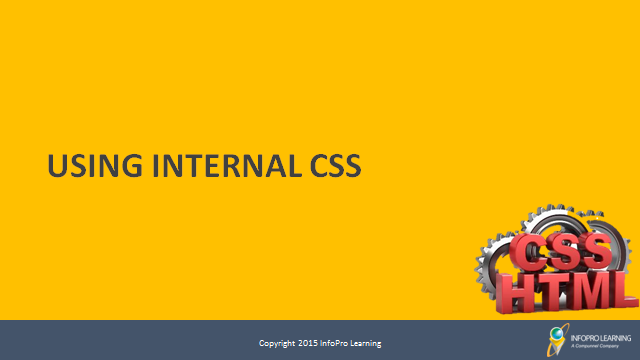 USING INTERNAL CSS
CSS
HTML
Copyright 2015 InfoPro Learning
INFOPRO LEARNING
A Compunnel Company